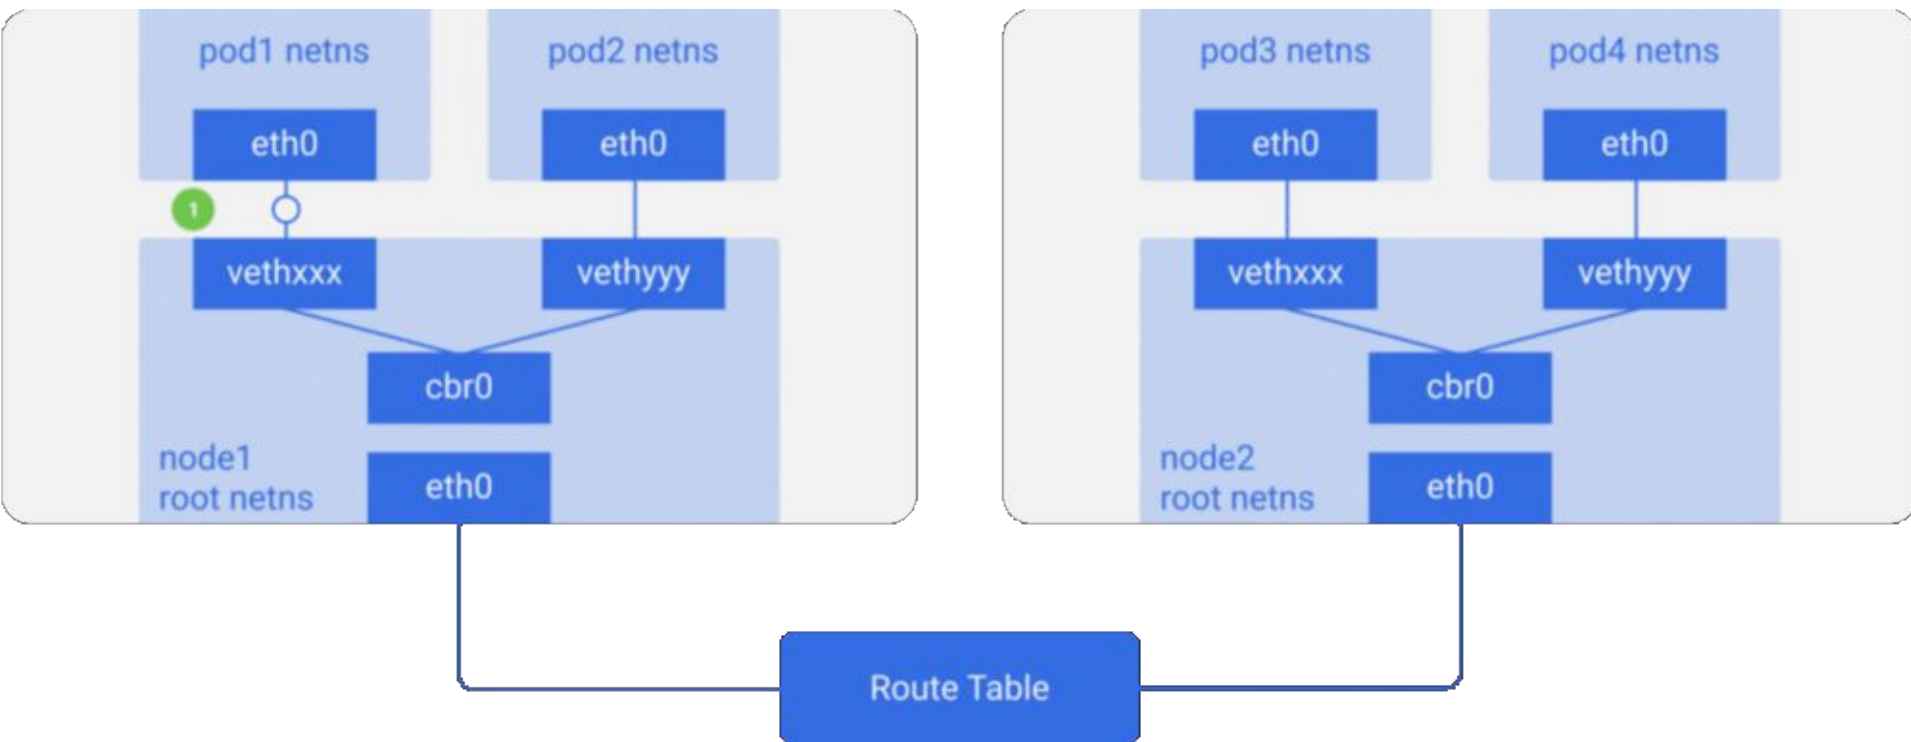 pod1 netns
pod2 netns
eth0
eth0
1
vethxxx
vethyyy
cbr0
node1
root netns
eth0
pod3 netns
pod4 netns
eth0
eth0
vethxxx
vethyyy
cbr0
node2
root netns
eth0
Route Table